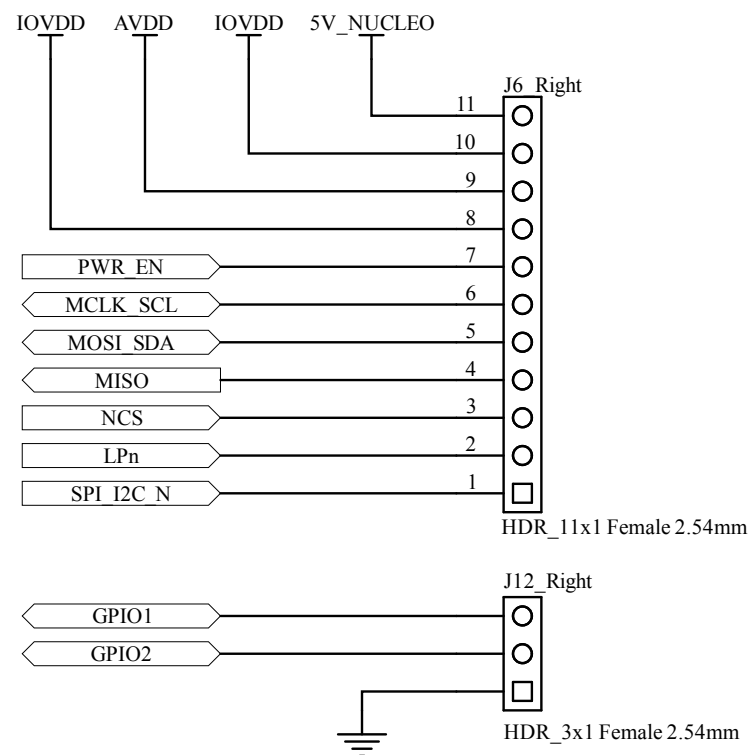 IOVDD AVDD IOVDD 5V_NUCLEO
J6_Right
11
10
9
8
PWR_EN 7
MCLK_SCL 6
MOSI_SDA 5
MISO 4
NCS 3
LPn 2
SPI_I2C_N 1
HDR_11x1 Female 2.54mm
J12_Right
GPIO1
GPIO2
HDR_3x1 Female 2.54mm